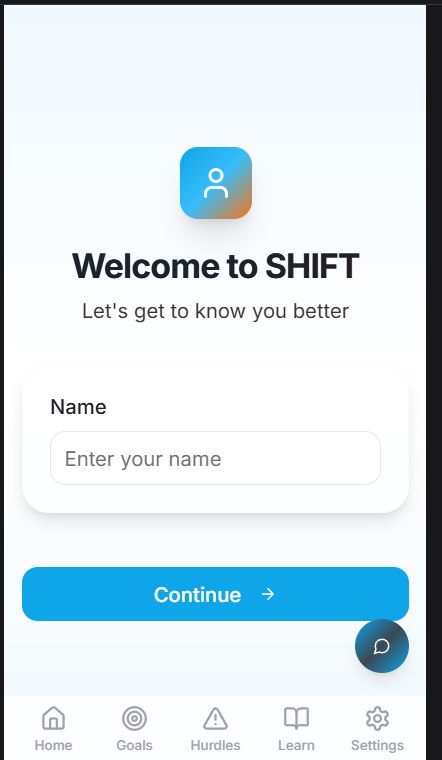 Welcome to SHIFT
Let's get to know you better
Name
Enter your name
Continue
Home Goals Hurdles Learn Settings